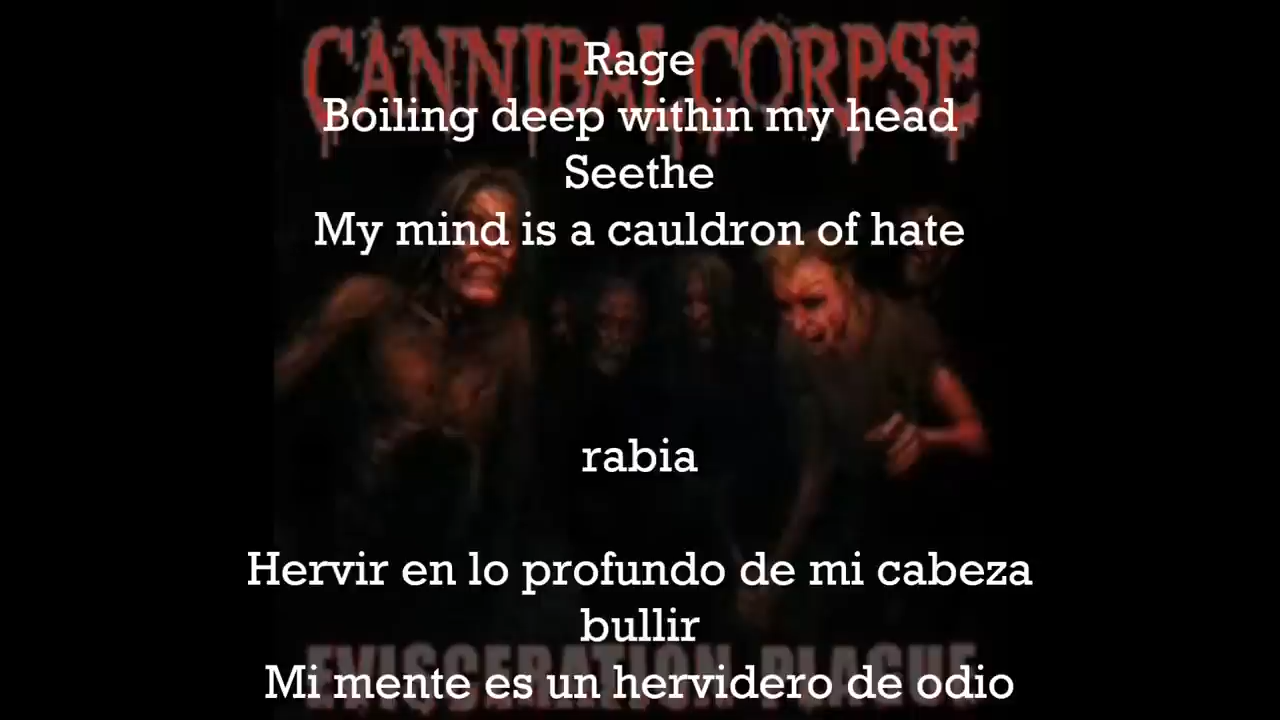 CANNIBAL CORPSE
Rage
Boiling deep within my head
Seethe
My mind is a cauldron of hate
rabia
Hervir en lo profundo de mi cabeza
bullir
EVISCERATION PLAGUE
Mi mente es un hervidero de odio